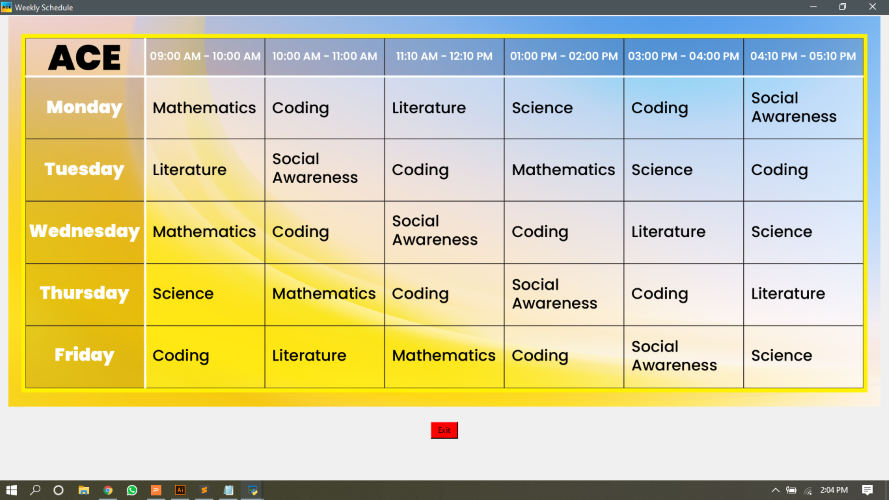 Weekly Schedule
ACE
09:00 AM - 10:00 AM
10:00 AM - 11:00 AM
11:10 AM - 12:10 PM
01:00 PM - 02:00 PM
03:00 PM - 04:00 PM
04:10 PM - 05:10 PM
Monday
Mathematics
Coding
Literature
Science
Coding
Social
Awareness
Tuesday
Literature
Social
Awareness
Coding
Mathematics
Science
Coding
Wednesday
Mathematics
Coding
Social
Awareness
Coding
Literature
Science
Thursday
Science
Mathematics
Coding
Social
Awareness
Coding
Literature
Friday
Coding
Literature
Mathematics
Coding
Social
Awareness
Science
Exit
Ai
2:04 PM